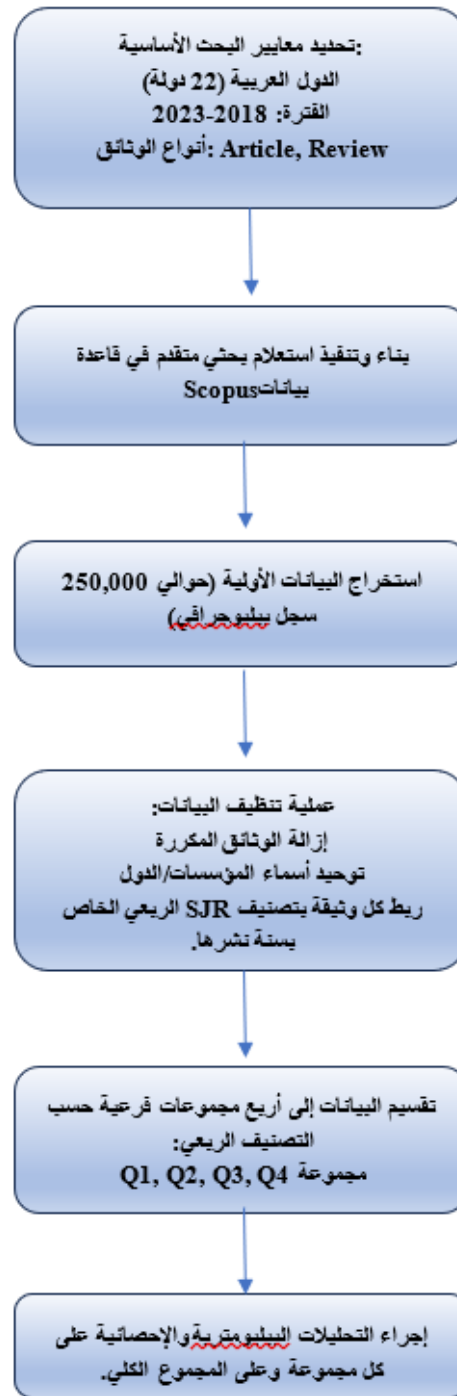 تحديد معايير البحث الأساسية:
الدول العربية (22 دولة)
الفترة: 2018-2023
أنواع الوثائق: Article, Review
بناء وتنفيذ استعلام بحثي متقدم في قاعدة
بيانات Scopus
استخراج البيانات الأولية (حوالي 250,000
سجل ببليوجرافي)
عملية تنظيف البيانات:
إزالة الوثائق المكررة
توحيد أسماء المؤسسات/الدول
ربط كل وثيقة بتصنيف SJR الربعي الخاص
بسنة نشرها.
تقسيم البيانات إلى أربع مجموعات فرعية حسب
التصنيف الربعي:
مجموعة Q1, Q2, Q3, Q4
إجراء التحليلات الببليومترية والإحصائية على
كل مجموعة وعلى المجموع الكلي.